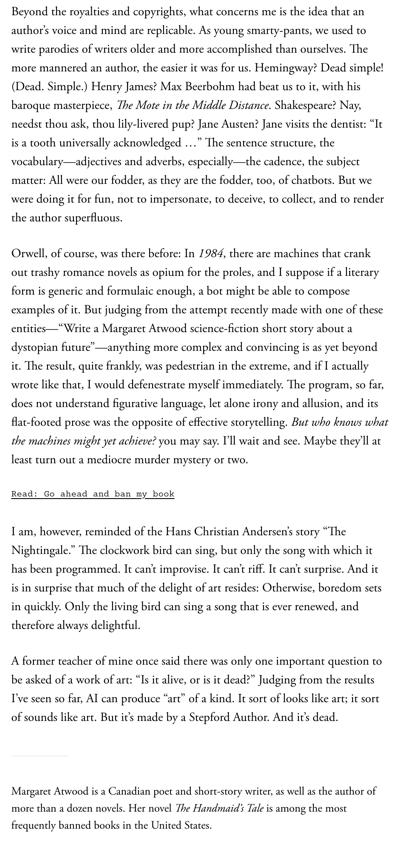 Beyond the royalties and copyrights, what concerns me is the idea that an
author’s voice and mind are replicable. As young smarty-pants, we used to
write parodies of writers older and more accomplished than ourselves. The
more mannered an author, the easier it was for us. Hemingway? Dead simple!
(Dead. Simple.) Henry James? Max Beerbohm had beat us to it, with his
baroque masterpiece, The Mote in the Middle Distance. Shakespeare? Nay,
needst thou ask, thou lily-livered pup? Jane Austen? Jane visits the dentist: “It
is a tooth universally acknowledged …” The sentence structure, the
vocabulary—adjectives and adverbs, especially—the cadence, the subject
matter: All were our fodder, as they are the fodder, too, of chatbots. But we
were doing it for fun, not to impersonate, to deceive, to collect, and to render
the author superfluous.
Orwell, of course, was there before: In 1984, there are machines that crank
out trashy romance novels as opium for the proles, and I suppose if a literary
form is generic and formulaic enough, a bot might be able to compose
examples of it. But judging from the attempt recently made with one of these
entities—“Write a Margaret Atwood science-fiction short story about a
dystopian future”—anything more complex and convincing is as yet beyond
it. The result, quite frankly, was pedestrian in the extreme, and if I actually
wrote like that, I would defenestrate myself immediately. The program, so far,
does not understand figurative language, let alone irony and allusion, and its
flat-footed prose was the opposite of effective storytelling. But who knows what
the machines might yet achieve? you may say. I’ll wait and see. Maybe they’ll at
least turn out a mediocre murder mystery or two.
Read: Go ahead and ban my book
I am, however, reminded of the Hans Christian Andersen’s story “The
Nightingale.” The clockwork bird can sing, but only the song with which it
has been programmed. It can’t improvise. It can’t riff. It can’t surprise. And it
is in surprise that much of the delight of art resides: Otherwise, boredom sets
in quickly. Only the living bird can sing a song that is ever renewed, and
therefore always delightful.
A former teacher of mine once said there was only one important question to
be asked of a work of art: “Is it alive, or is it dead?” Judging from the results
I’ve seen so far, AI can produce “art” of a kind. It sort of looks like art; it sort
of sounds like art. But it’s made by a Stepford Author. And it’s dead.
Margaret Atwood is a Canadian poet and short-story writer, as well as the author of
more than a dozen novels. Her novel The Handmaid’s Tale is among the most
frequently banned books in the United States.